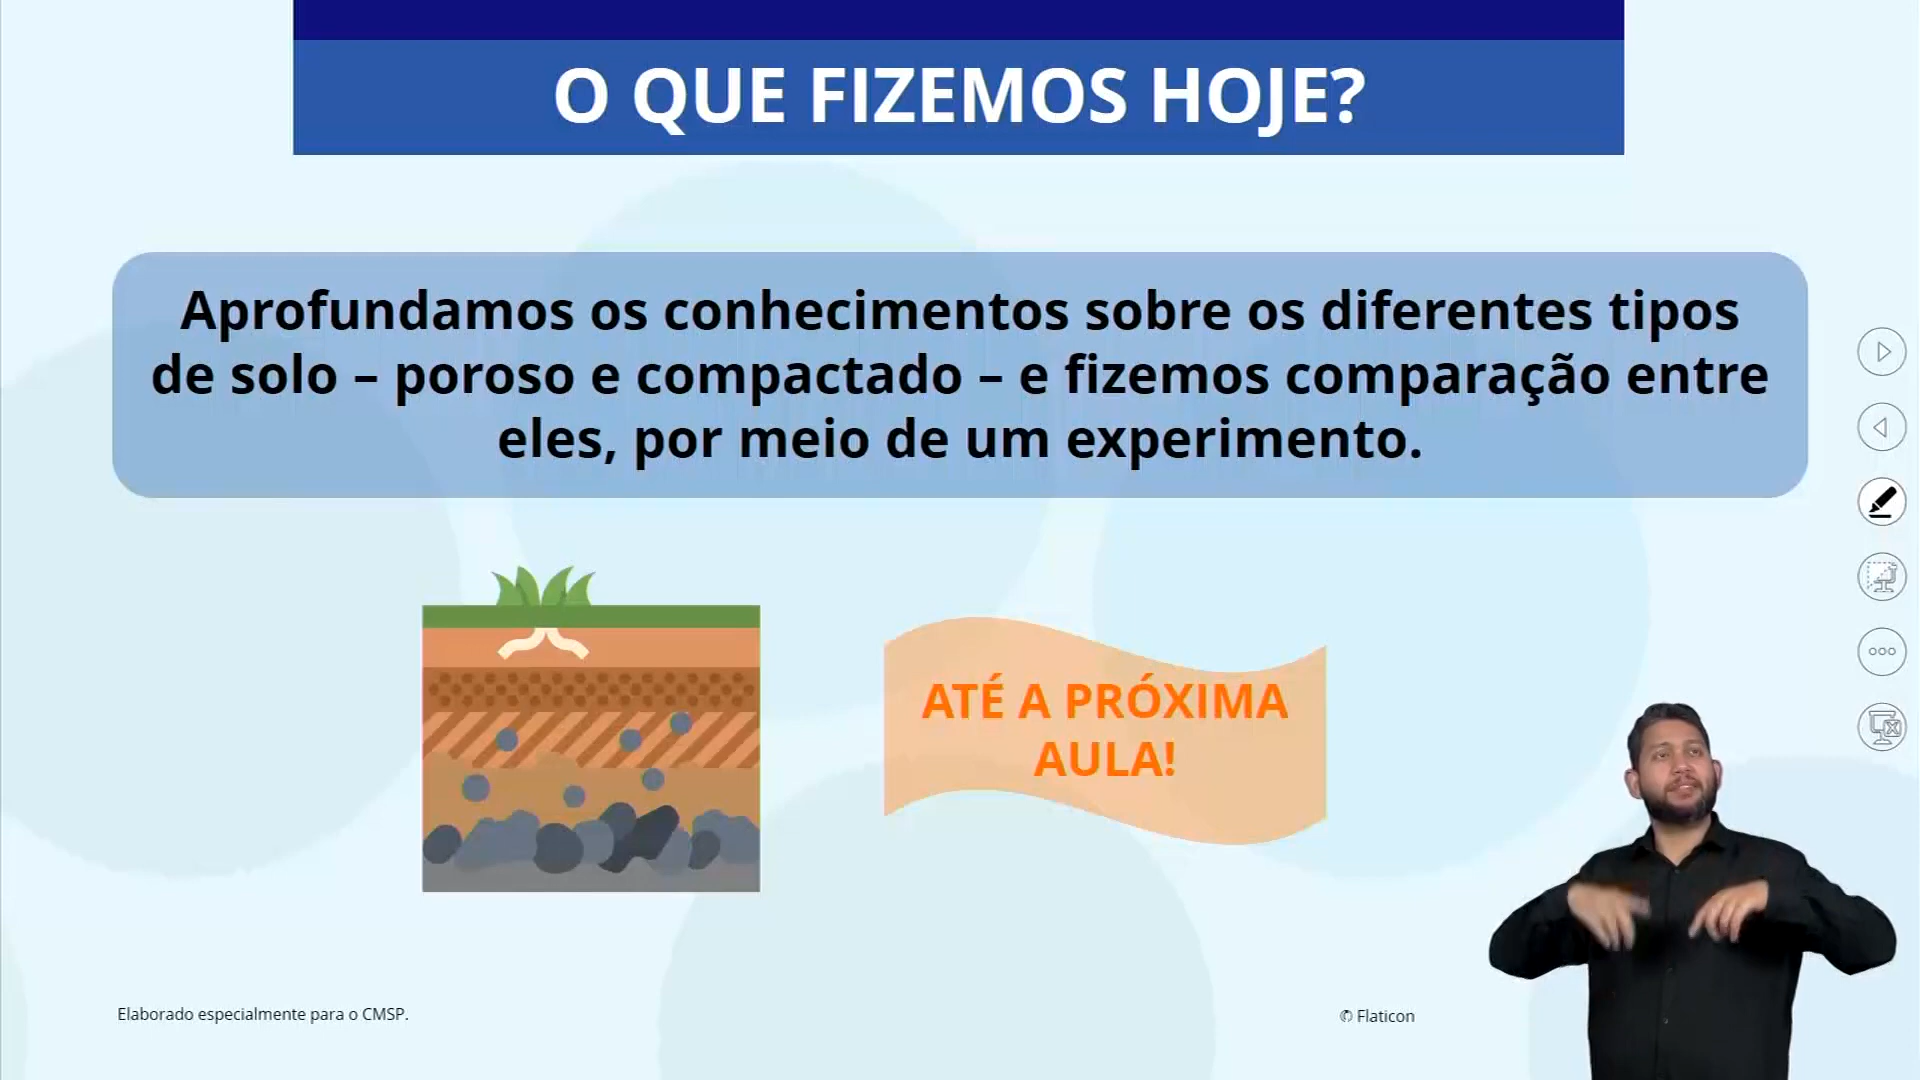 O QUE FIZEMOS HOJE?
Aprofundamos os conhecimentos sobre os diferentes tipos
de solo – poroso e compactado – e fizemos comparação entre
eles, por meio de um experimento.
ATÉ A PRÓXIMA
AULA!
Elaborado especialmente para o CMSP.
© Flaticon